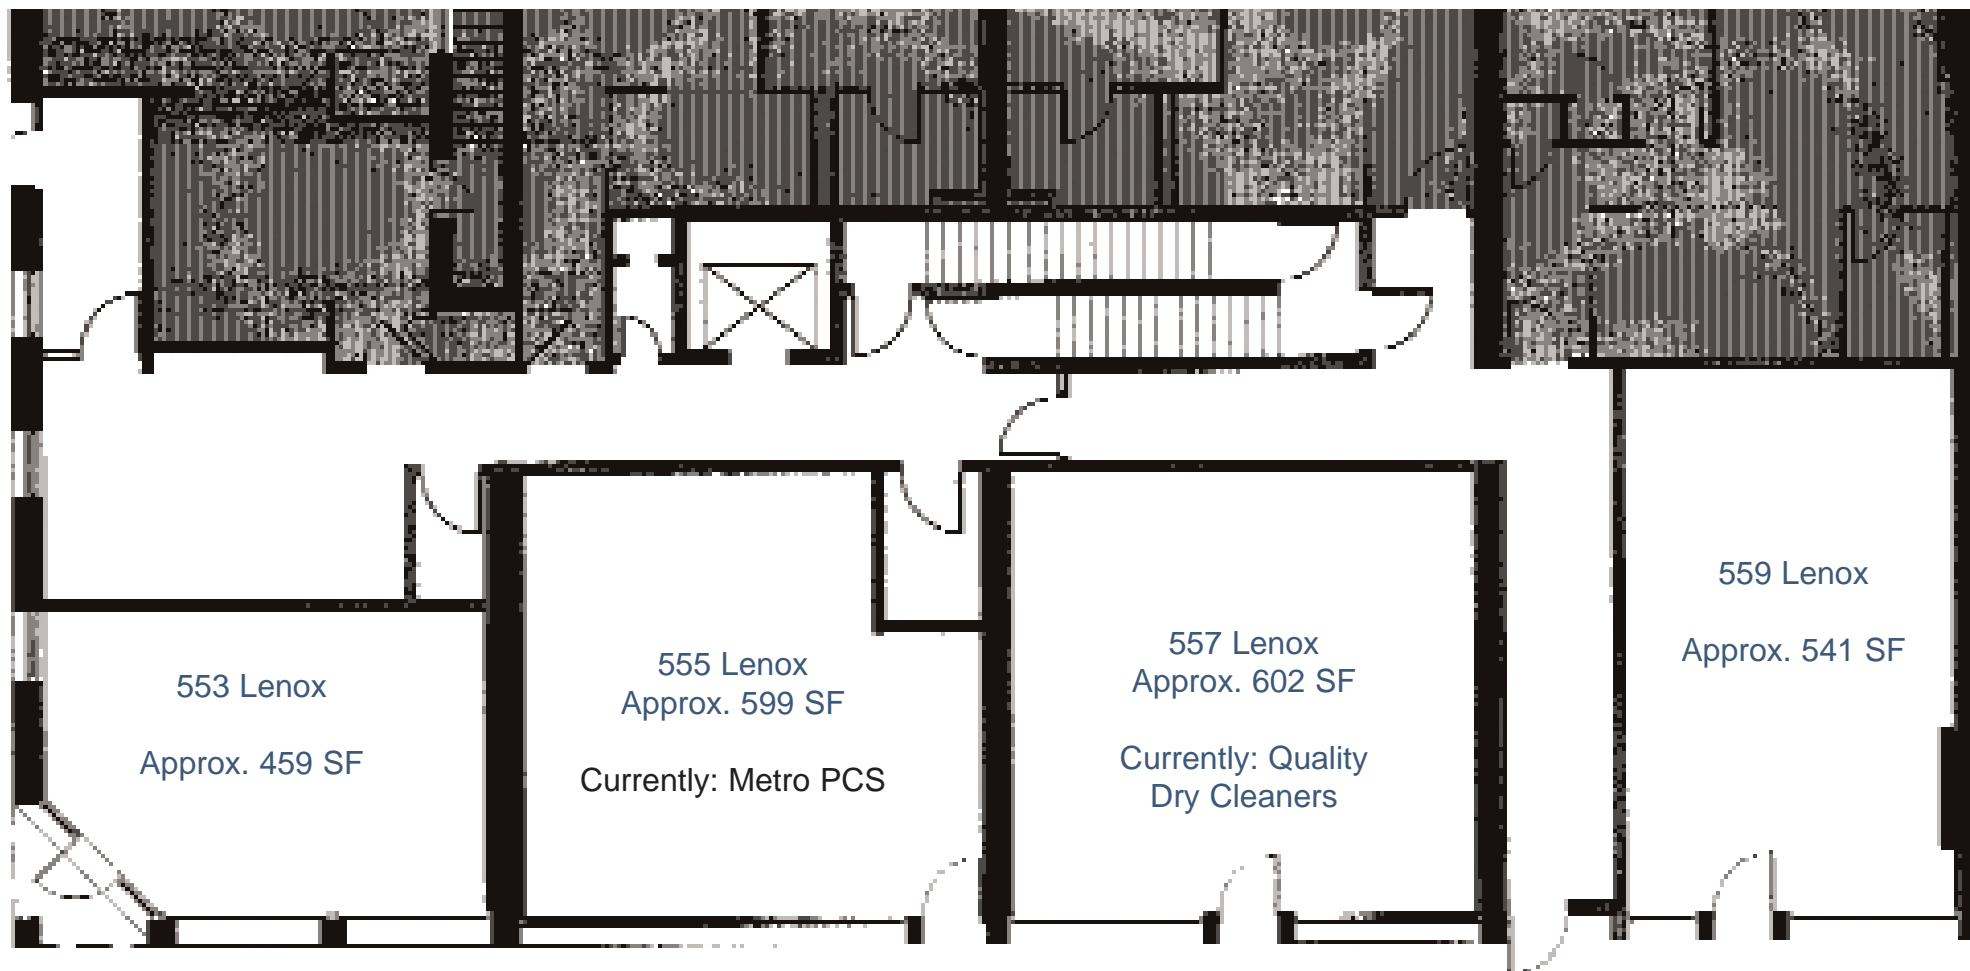 553 Lenox
Approx. 459 SF
555 Lenox
Approx. 599 SF
Currently: Metro PCS
557 Lenox
Approx. 602 SF
Currently: Quality
Dry Cleaners
559 Lenox
Approx. 541 SF